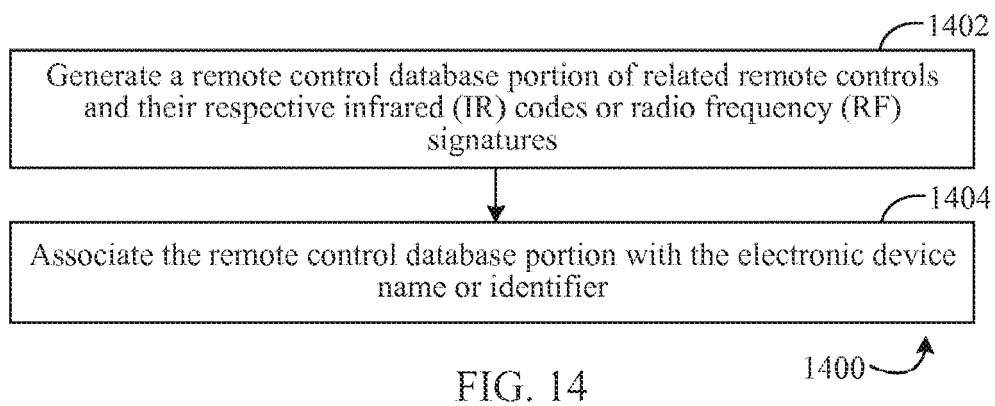 1402
Generate a remote control database portion of related remote controls
and their respective infrared (IR) codes or radio frequency (RF)
signatures
1404
Associate the remote control database portion with the electronic device
name or identifier
1400
FIG. 14